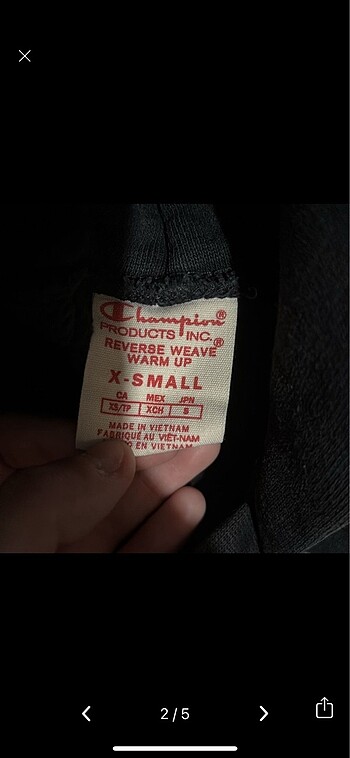 Champion®
PRODUCTS INC.®
REVERSE WEAVE
WARM UP
X-SMALL
CA MEX JPN
XS/TP XCH S
MADE IN VIETNAM
FABRIQUÉ AU VIÊT-NAM
EN VIETNAM
2/5